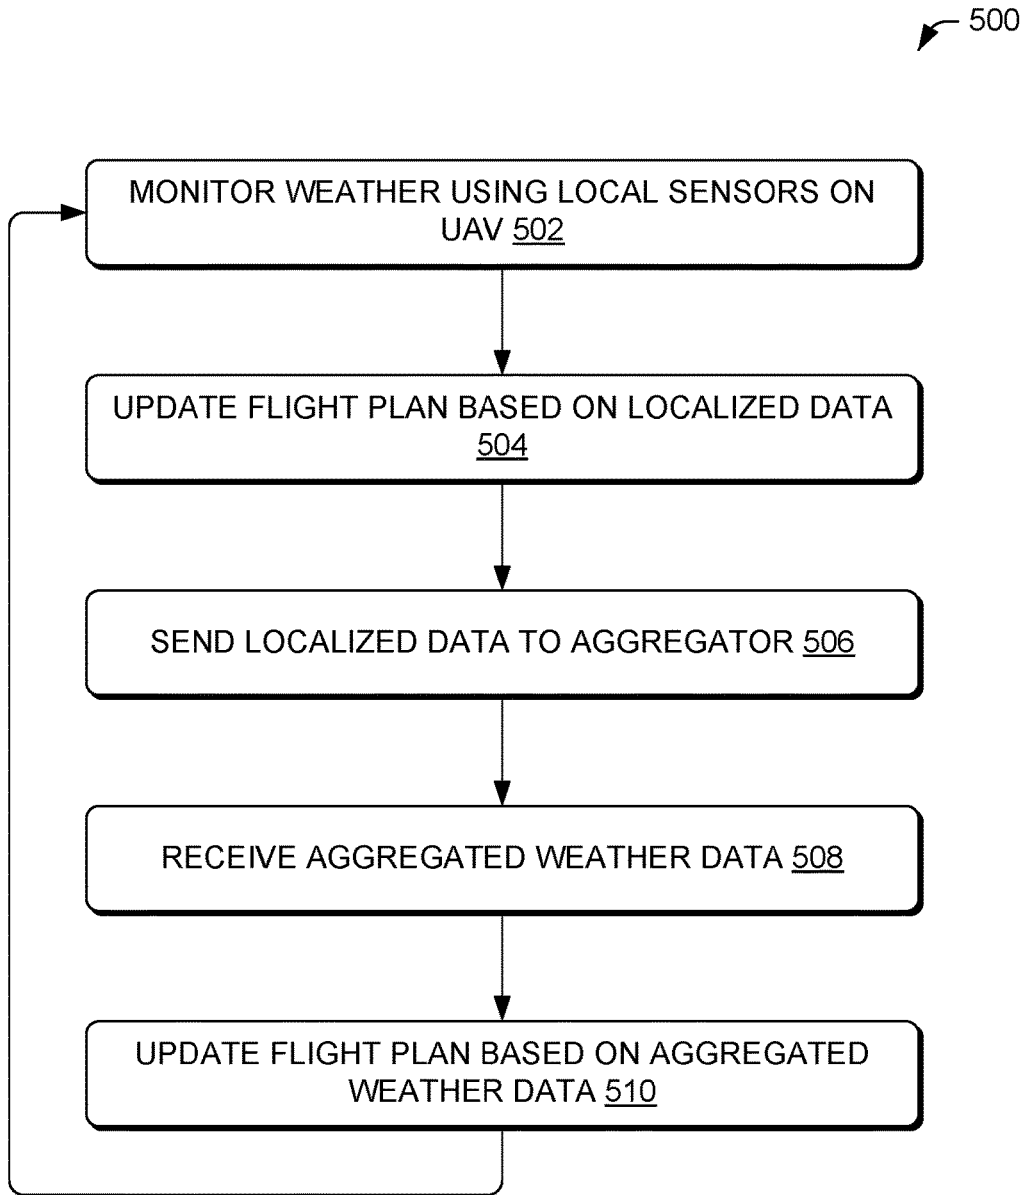 500
MONITOR WEATHER USING LOCAL SENSORS ON
UAV 502
UPDATE FLIGHT PLAN BASED ON LOCALIZED DATA
504
SEND LOCALIZED DATA TO AGGREGATOR 506
RECEIVE AGGREGATED WEATHER DATA 508
UPDATE FLIGHT PLAN BASED ON AGGREGATED
WEATHER DATA 510